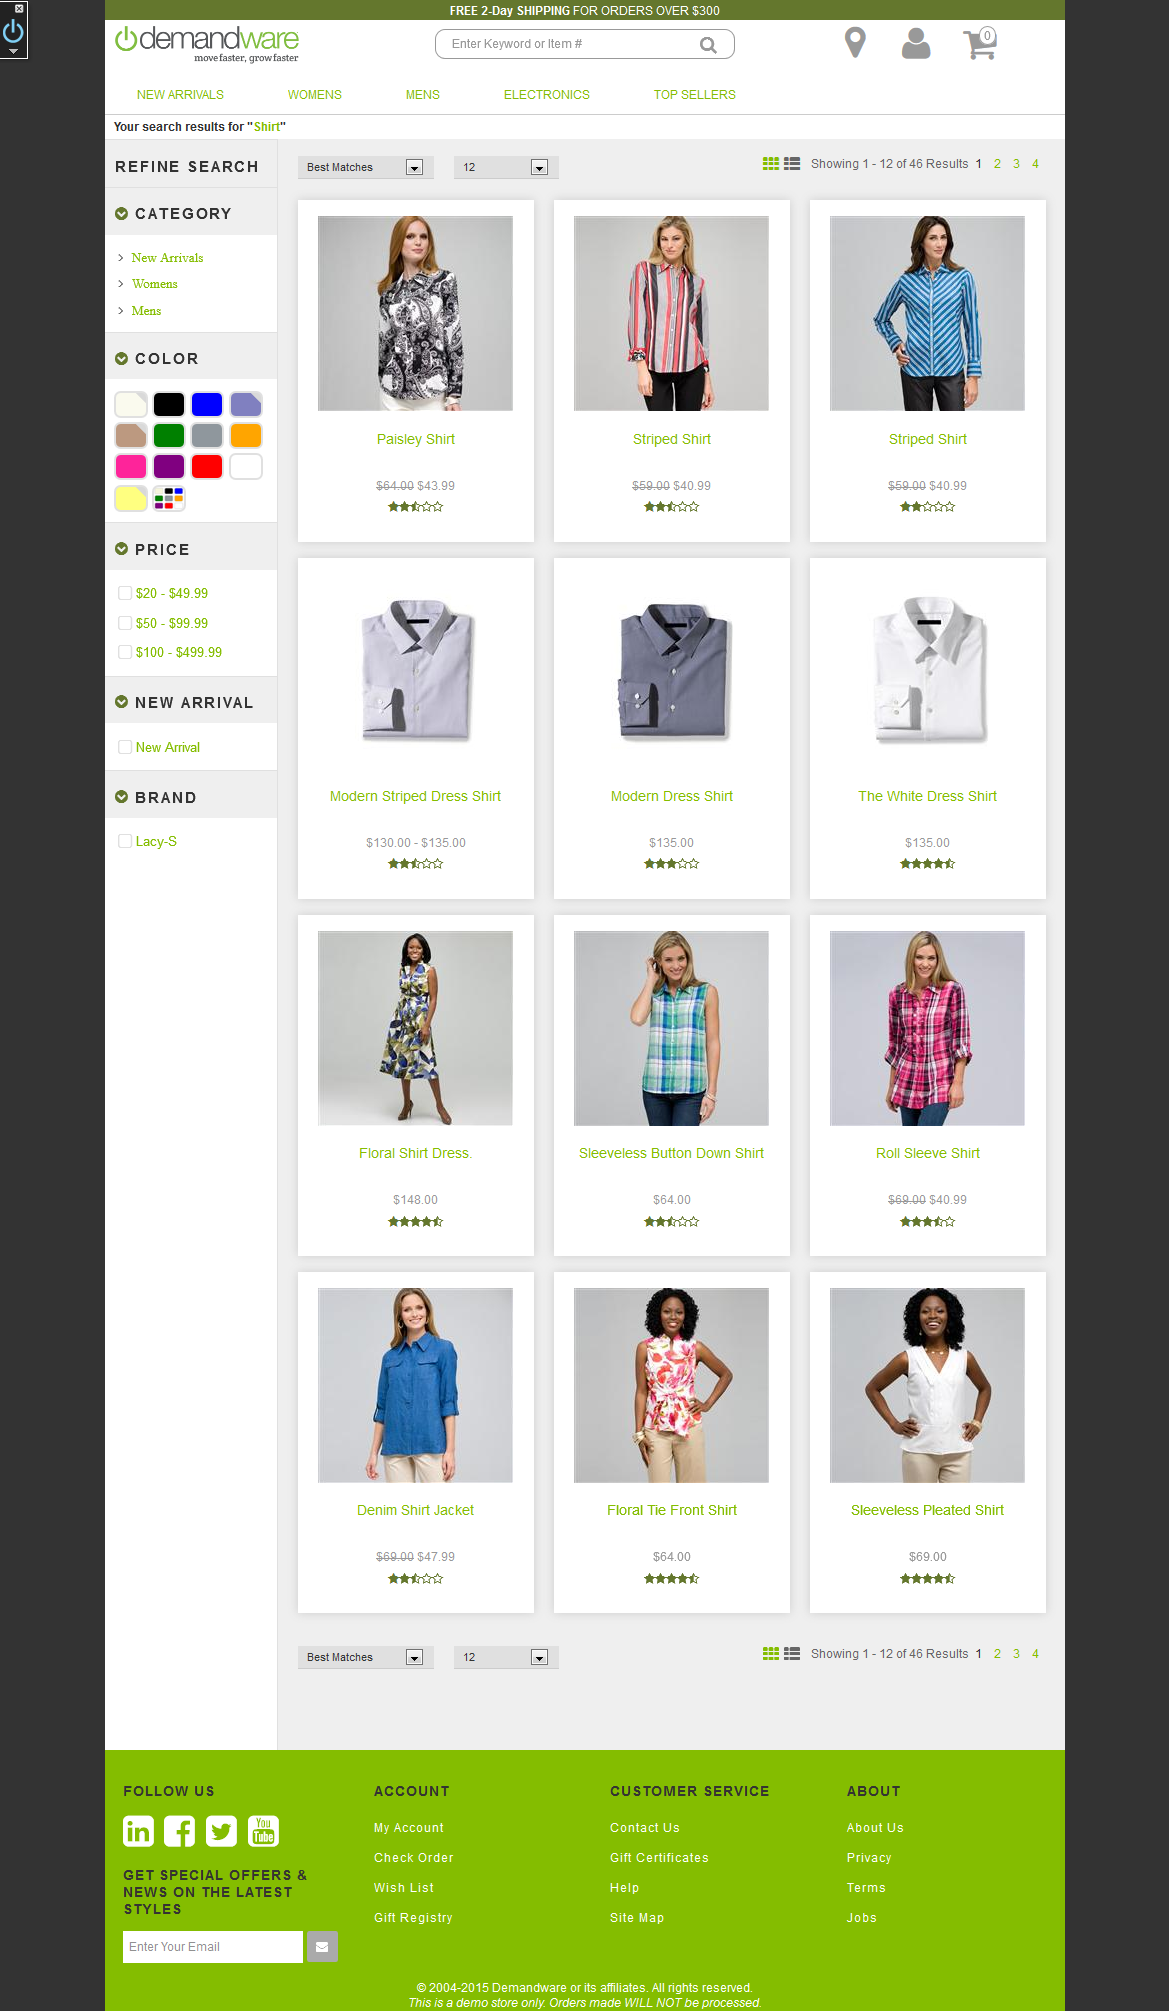 FREE 2-Day SHIPPING FOR ORDERS OVER $300
demandware
move faster, grow faster
Enter Keyword or Item #
0
NEW ARRIVALS WOMENS MENS ELECTRONICS TOP SELLERS
Your search results for "Shirt"
REFINE SEARCH
CATEGORY
New Arrivals
Womens
Mens
COLOR
PRICE
$20 - $49.99
$50 - $99.99
$100 - $499.99
NEW ARRIVAL
New Arrival
BRAND
Lacy-S
Best Matches 12 Showing 1 - 12 of 46 Results 1 2 3 4
Paisley Shirt
$64.00 $43.99
Striped Shirt
$59.00 $40.99
Striped Shirt
$59.00 $40.99
Modern Striped Dress Shirt
$130.00 - $135.00
Modern Dress Shirt
$135.00
The White Dress Shirt
$135.00
Floral Shirt Dress.
$148.00
Sleeveless Button Down Shirt
$64.00
Roll Sleeve Shirt
$69.00 $40.99
Denim Shirt Jacket
$69.00 $47.99
Floral Tie Front Shirt
$64.00
Sleeveless Pleated Shirt
$69.00
Best Matches 12 Showing 1 - 12 of 46 Results 1 2 3 4
FOLLOW US
in
You
Tube
GET SPECIAL OFFERS &
NEWS ON THE LATEST
STYLES
Enter Your Email
ACCOUNT
My Account
Check Order
Wish List
Gift Registry
CUSTOMER SERVICE
Contact Us
Gift Certificates
Help
Site Map
ABOUT
About Us
Privacy
Terms
Jobs
© 2004-2015 Demandware or its affiliates. All rights reserved.
This is a demo store only. Orders made WILL NOT be processed.